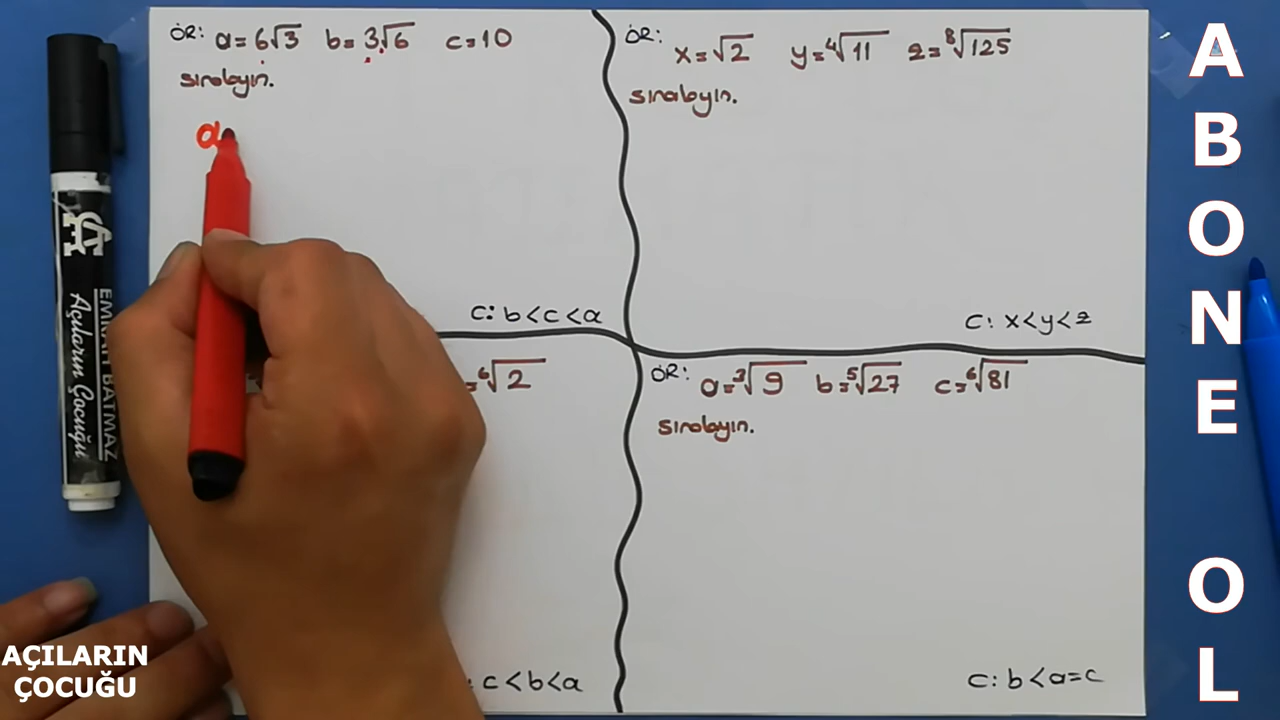 ÖR: a=6√3 b=3√6 c=10
sıralayın.
a
C: b<c<a
ÖR: x=√2 y=⁴√11 z=⁸√125
sıralayın.
C: x<y<z
=⁶√2
c<b<a
ÖR: a=³√9 b=⁵√27 c=⁶√81
sıralayın.
C: b<a=c
EMRAH BATMAZ
Açıların Çocuğu
AÇILARIN
ÇOCUĞU
ABONE
OL